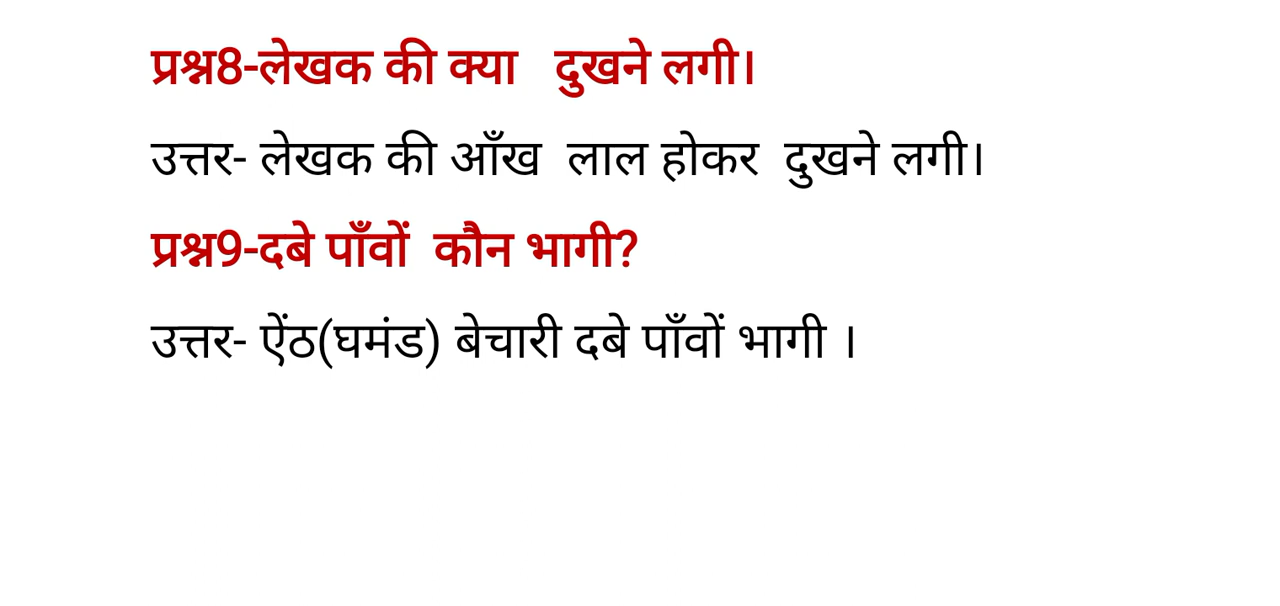 प्रश्न8-लेखक की क्या दुखने लगी।
उत्तर- लेखक की आँख लाल होकर दुखने लगी।
प्रश्न9-दबे पाँवों कौन भागी?
उत्तर- ऐंठ(घमंड) बेचारी दबे पाँवों भागी ।